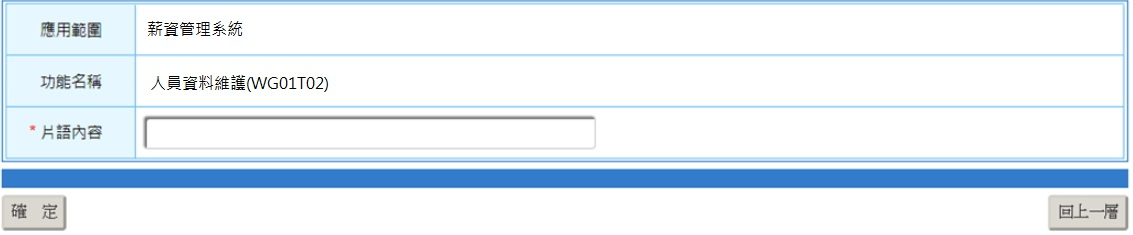 應用範圍 薪資管理系統
功能名稱 人員資料維護(WG01T02)
* 片語內容
確 定 回上一層